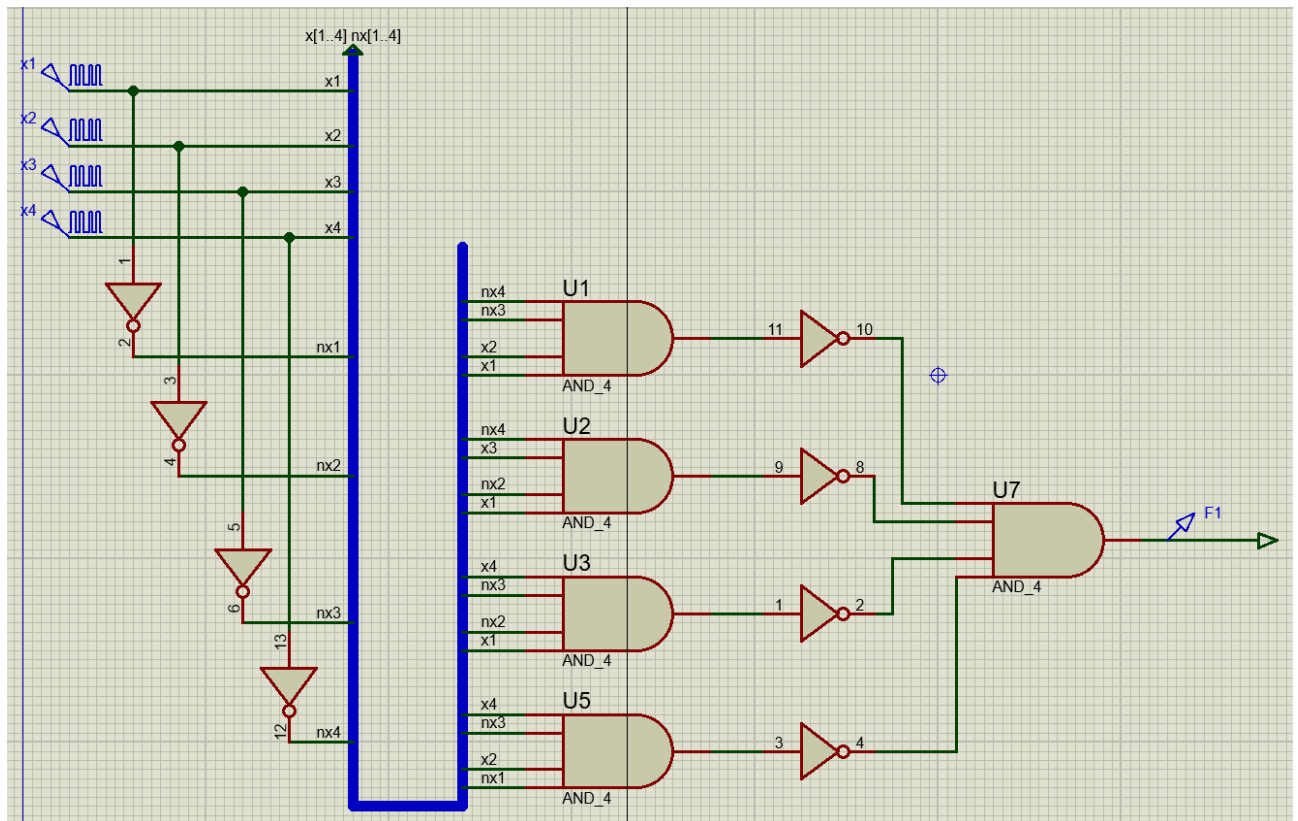 x[1..4] nx[1..4]
x1
x1
x2
x2
x3
x3
x4
x4
1
2
nx1
3
4
nx2
5
6
nx3
13
12
nx4
U1
nx4
nx3
x2
x1
AND_4
11
10
U2
nx4
x3
nx2
x1
AND_4
9
8
U3
x4
nx3
nx2
x1
AND_4
1
2
U5
x4
nx3
x2
nx1
AND_4
3
4
U7
AND_4
F1